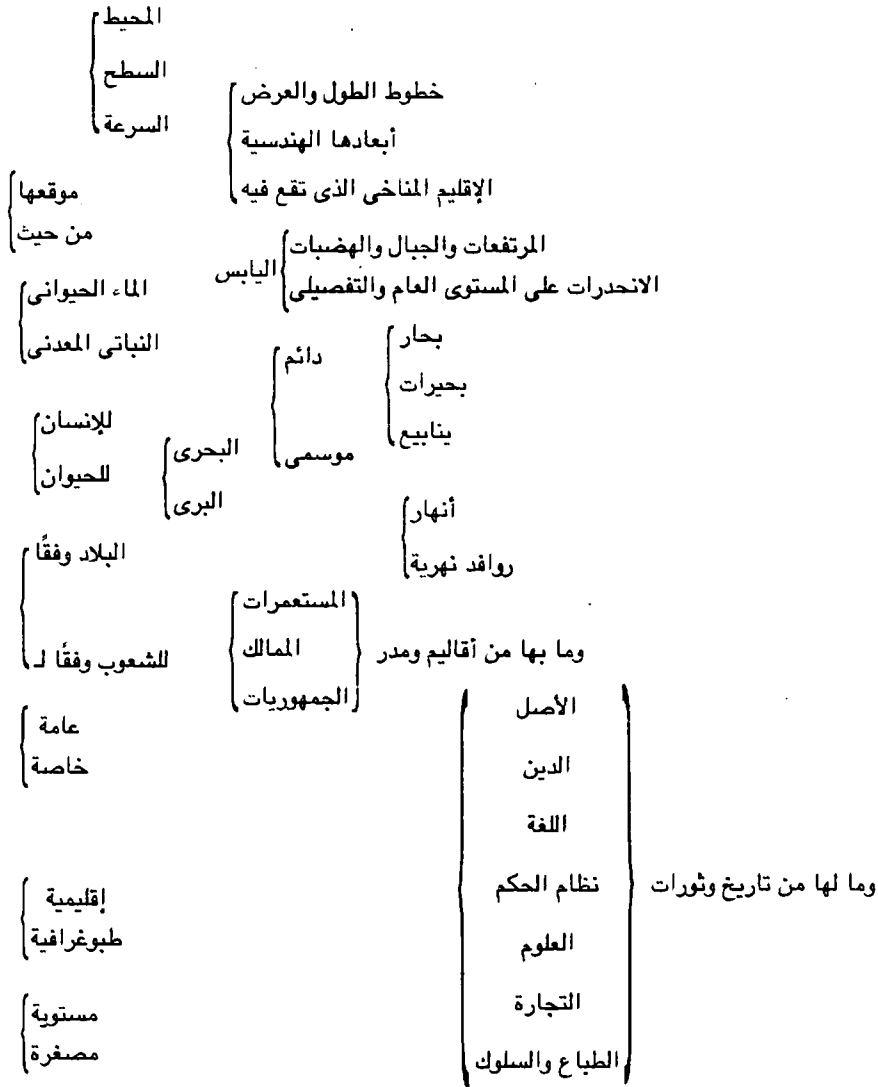 المحيط
السطح
السرعة
خطوط الطول والعرض
أبعادها الهندسية
الإقليم المناخى الذى تقع فيه
موقعها
من حيث
المرتفعات والجبال والهضبات
اليابس
الانحدرات على المستوى العام والتفصيلى
الماء الحيوانى
النباتى المعدنى
بحار
بحيرات
ينابيع
دائم
موسمى
للإنسان
للحيوان
البحرى
البرى
أنهار
روافد نهرية
البلاد وفقًا
للشعوب وفقًا لـ
المستعمرات
الممالك
الجمهوريات
وما بها من أقاليم ومدر
عامة
خاصة
الأصل
الدين
اللغة
نظام الحكم
العلوم
التجارة
الطباع والسلوك
وما لها من تاريخ وثورات
إقليمية
طبوغرافية
مستوية
مصغرة